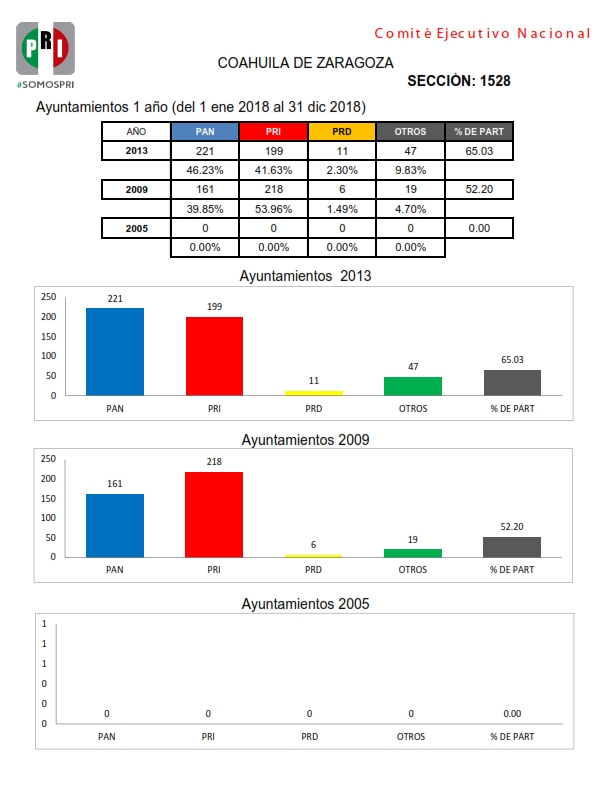 Comité Ejecutivo Nacional
PRI
#SOMOSPRI
COAHUILA DE ZARAGOZA
SECCIÓN: 1528
Ayuntamientos 1 año (del 1 ene 2018 al 31 dic 2018)
AÑO PAN PRI PRD OTROS % DE PART
2013 221 199 11 47 65.03
46.23% 41.63% 2.30% 9.83%
2009 161 218 6 19 52.20
39.85% 53.96% 1.49% 4.70%
2005 0 0 0 0 0.00
0.00% 0.00% 0.00% 0.00%
Ayuntamientos 2013
250
200
150
100
50
0
221 199 11 47 65.03
PAN PRI PRD OTROS % DE PART
Ayuntamientos 2009
250
200
150
100
50
0
161 218 6 19 52.20
PAN PRI PRD OTROS % DE PART
Ayuntamientos 2005
1
1
1
0
0
0
0 0 0 0 0.00
PAN PRI PRD OTROS % DE PART